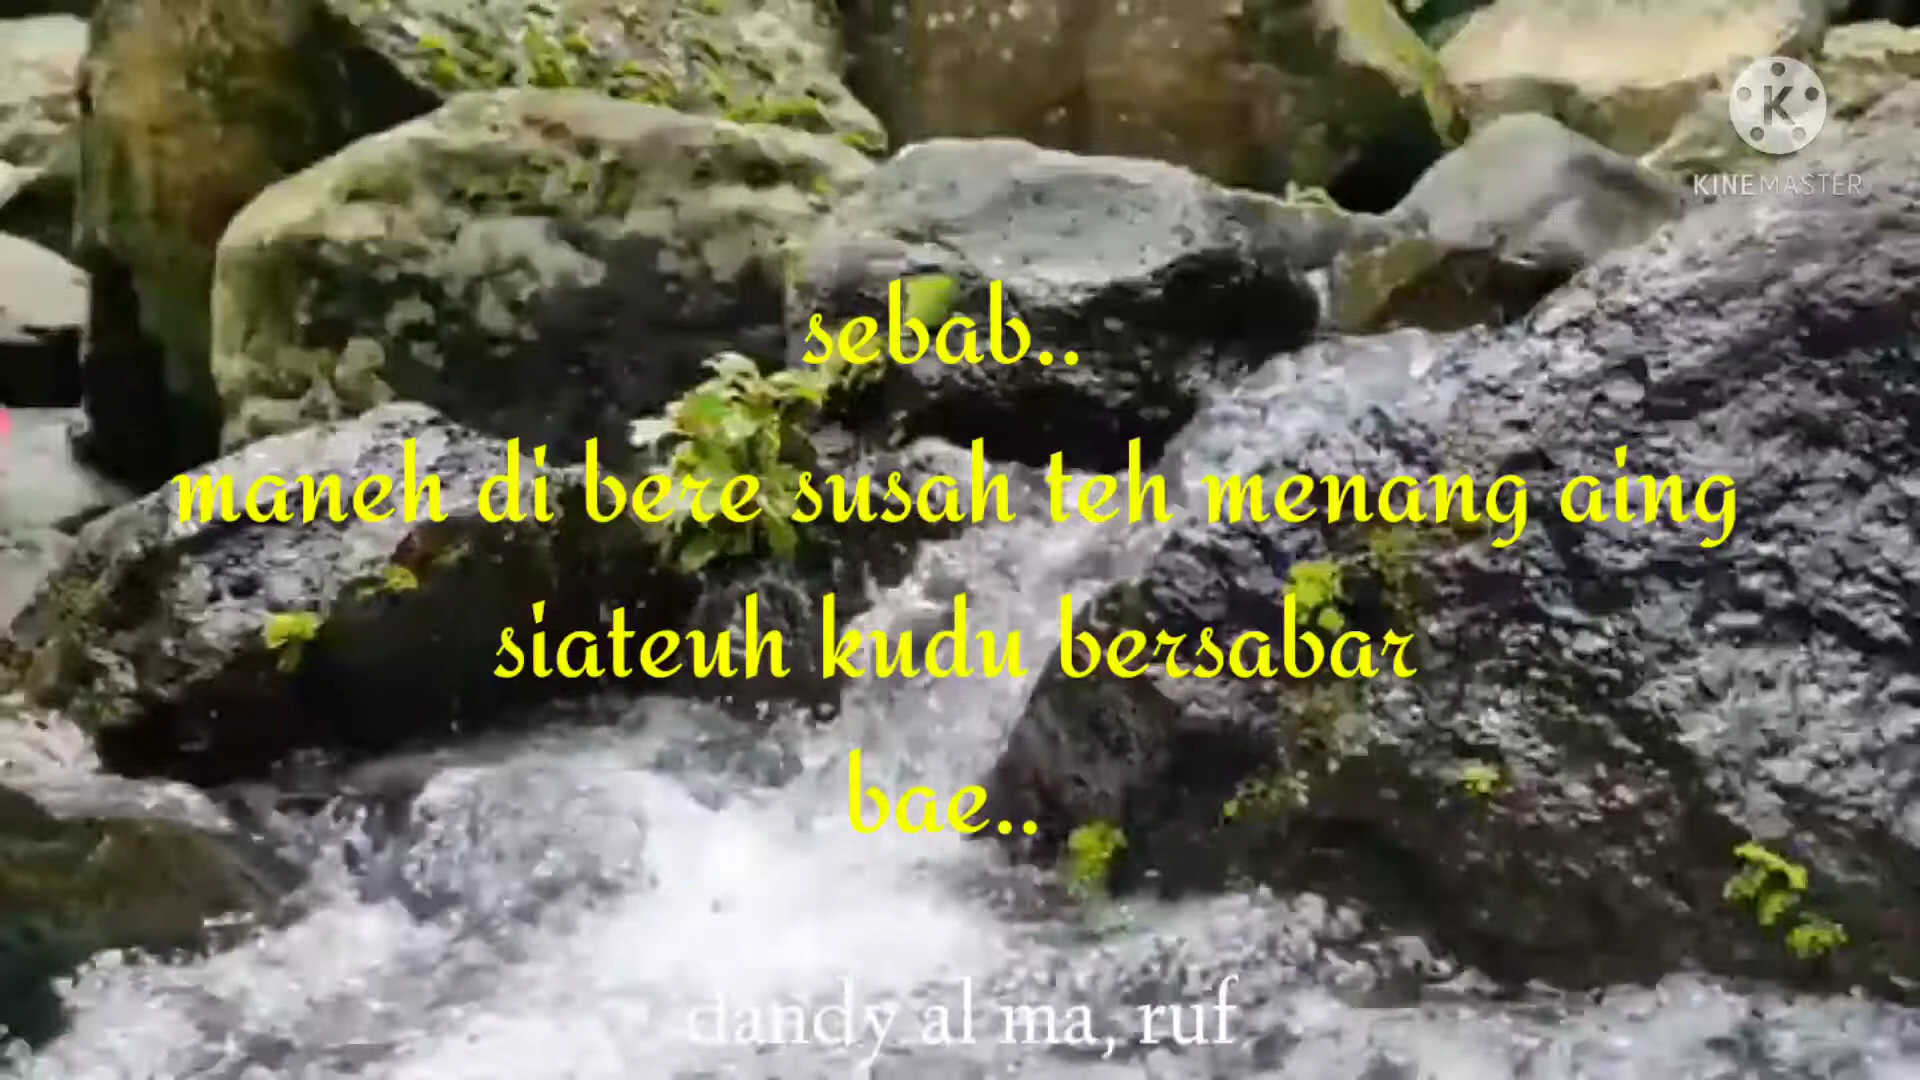 KINEMASTER
sebab..
maneh di bere susah teh menang aing
siateuh kudu bersabar
bae..
dandy al ma, ruf